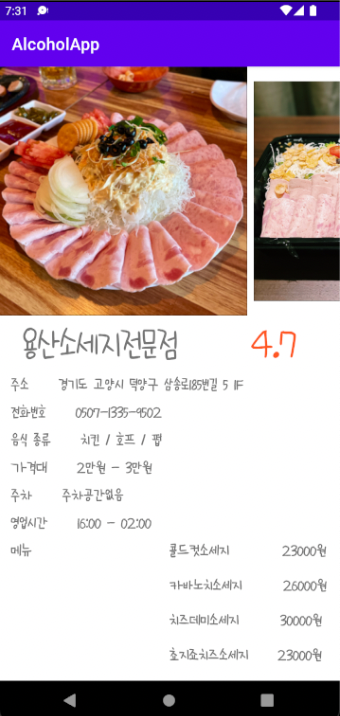 7:31
AlcoholApp
용산소세지전문점 4.7
주소 경기도 고양시 덕양구 삼송로185번길 5 1F
전화번호 0507-1335-9502
음식 종류 치킨 / 호프 / 펍
가격대 2만원 - 3만원
주차 주차공간없음
영업시간 16:00 - 02:00
메뉴 콜드컷소세지 23000원
카바노치소세지 26000원
치즈데미소세지 30000원
호지죠치즈소세지 23000원